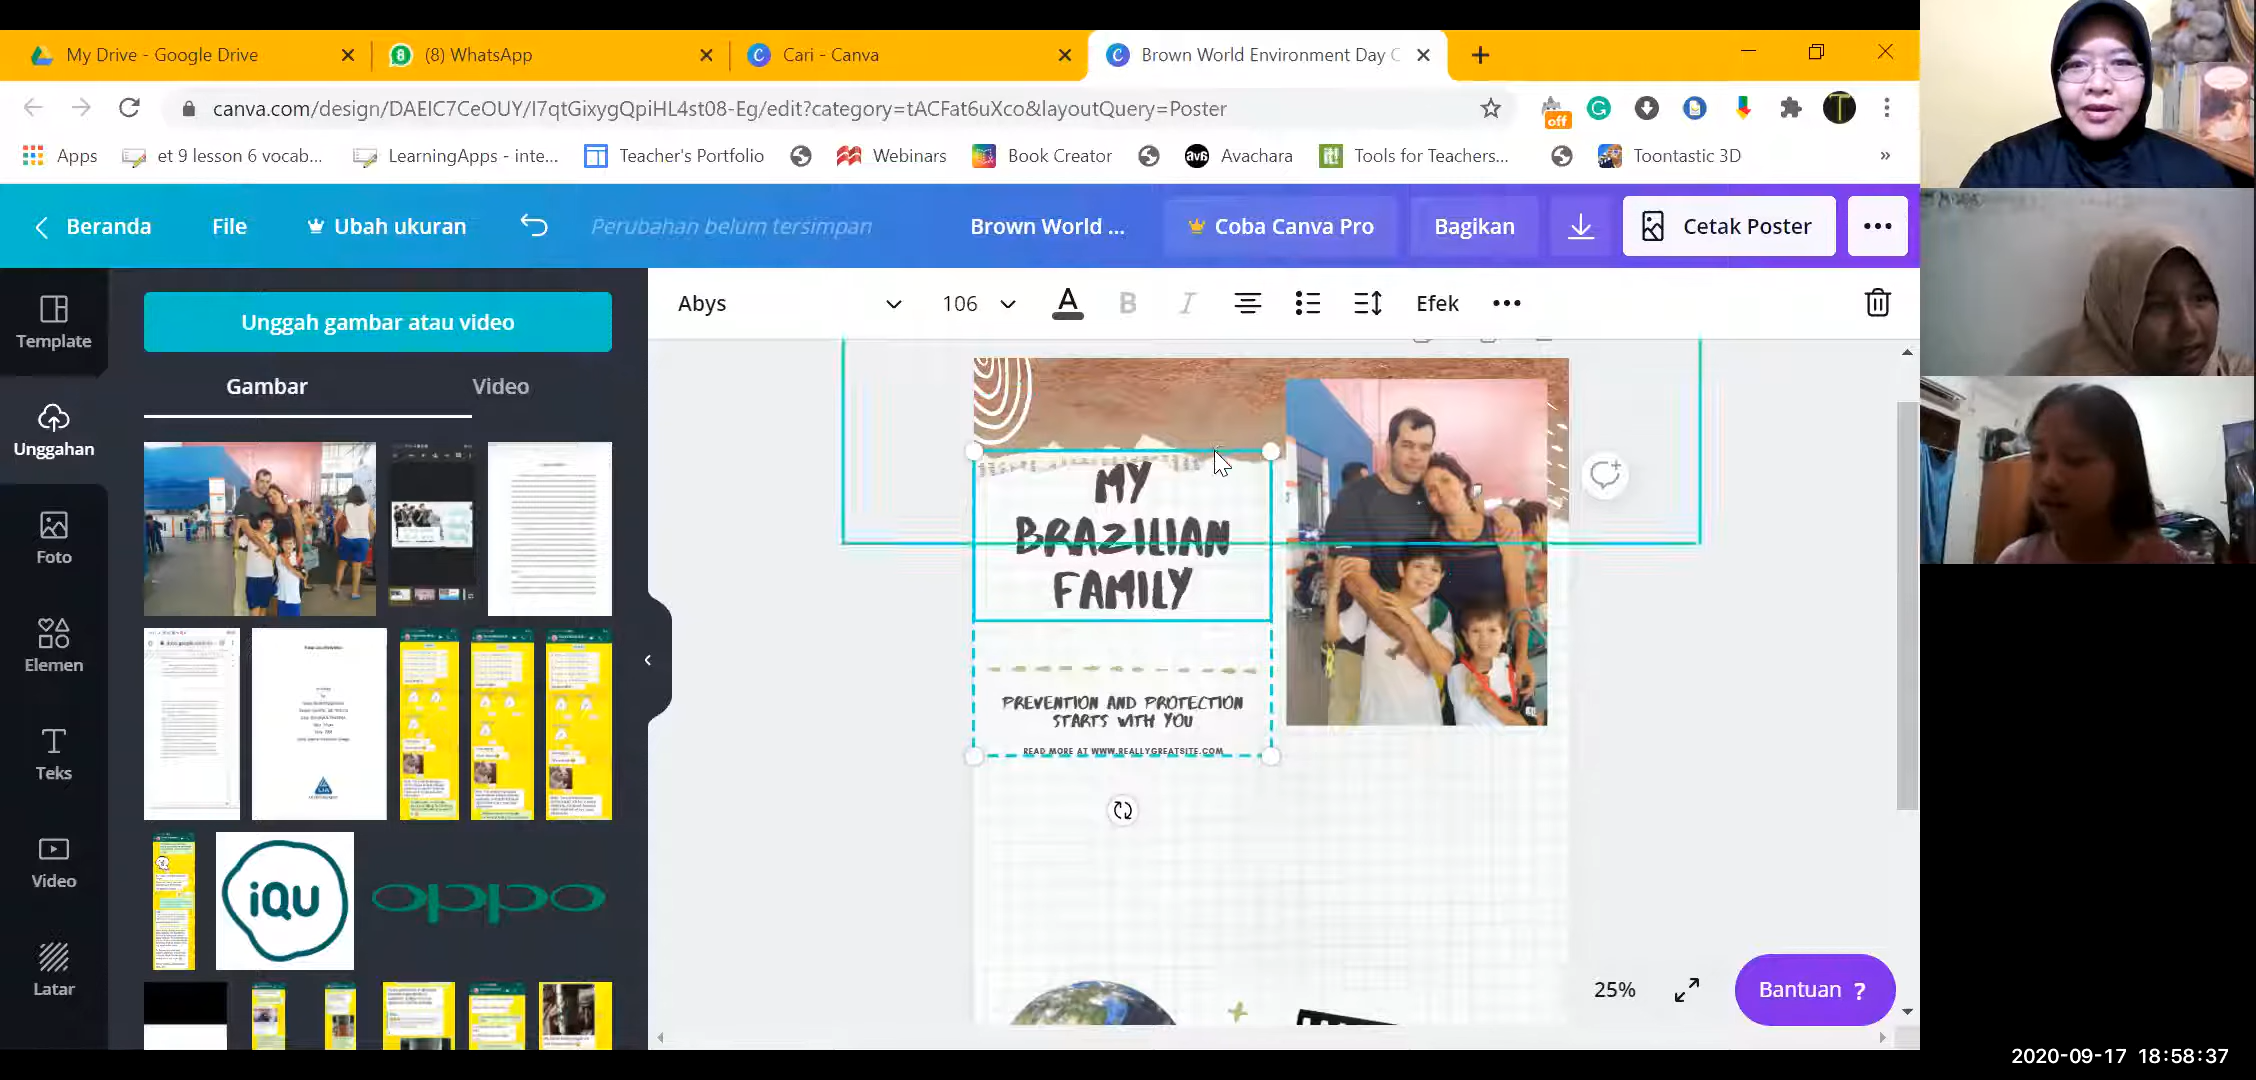 My Drive - Google Drive
(8) WhatsApp
Cari - Canva
Brown World Environment Day C
canva.com/design/DAEIC7CeOUY/I7qtGixygQpiHL4st08-Eg/edit?category=tACFat6uXco&layoutQuery=Poster
off
Apps
et 9 lesson 6 vocab...
LearningApps - inte...
Teacher's Portfolio
Webinars
Book Creator
Avachara
Tools for Teachers...
Toontastic 3D
»
Beranda
File
Ubah ukuran
Perubahan belum tersimpan
Brown World ...
Coba Canva Pro
Bagikan
Cetak Poster
Template
Unggahan
Foto
Elemen
Teks
Video
Latar
Unggah gambar atau video
Gambar
Video
iQU
oppo
Abys
106
A
B
I
Efek
MY
BRAZILIAN
FAMILY
PREVENTION AND PROTECTION
STARTS WITH YOU
READ MORE AT WWW.REALLYGREATSITE.COM
25%
Bantuan ?
2020-09-17 18:58:37